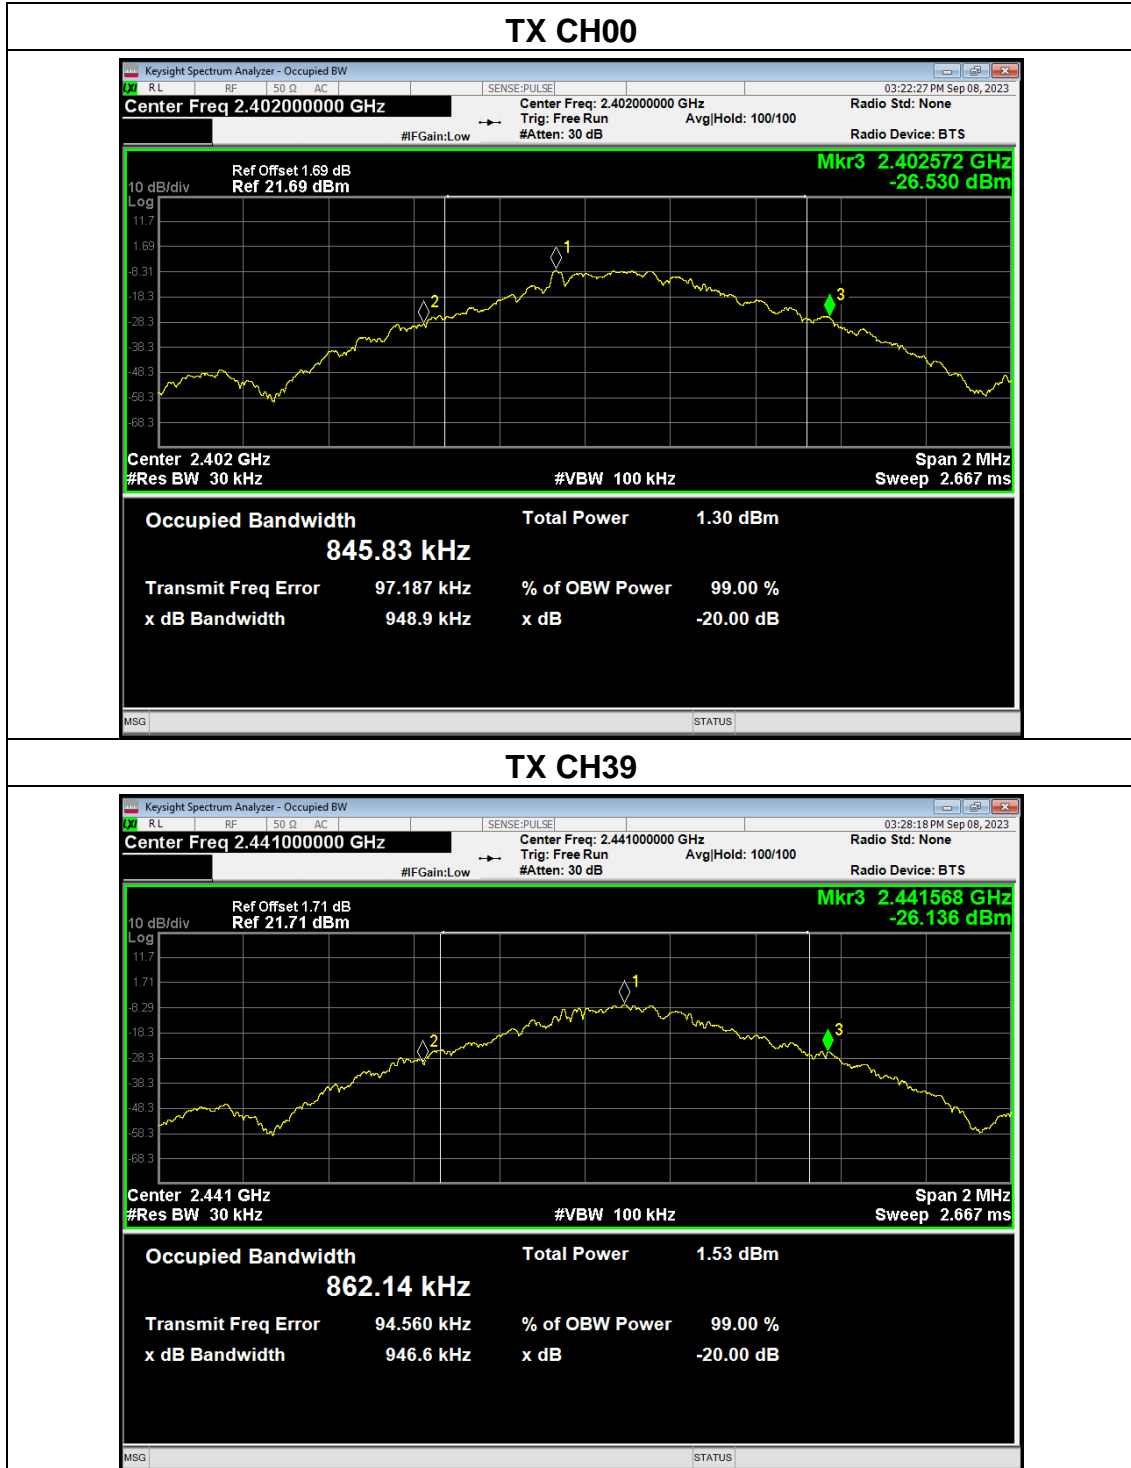 TX CH00
Keysight Spectrum Analyzer - Occupied BW
LXI RL RF 50 Ω AC SENSE:PULSE 03:22:27 PM Sep 08, 2023
Center Freq 2.402000000 GHz Center Freq: 2.402000000 GHz Radio Std: None
Trig: Free Run Avg|Hold: 100/100
#IFGain:Low #Atten: 30 dB Radio Device: BTS
Mkr3 2.402572 GHz
-26.530 dBm
Ref Offset 1.69 dB
10 dB/div Ref 21.69 dBm
Log
11.7
1.69
-8.31
-18.3
-28.3
-38.3
-48.3
-58.3
-68.3
1
2
3
Center 2.402 GHz Span 2 MHz
#Res BW 30 kHz #VBW 100 kHz Sweep 2.667 ms
Occupied Bandwidth Total Power 1.30 dBm
845.83 kHz
Transmit Freq Error 97.187 kHz % of OBW Power 99.00 %
x dB Bandwidth 948.9 kHz x dB -20.00 dB
MSG STATUS
TX CH39
Keysight Spectrum Analyzer - Occupied BW
LXI RL RF 50 Ω AC SENSE:PULSE 03:28:18 PM Sep 08, 2023
Center Freq 2.441000000 GHz Center Freq: 2.441000000 GHz Radio Std: None
Trig: Free Run Avg|Hold: 100/100
#IFGain:Low #Atten: 30 dB Radio Device: BTS
Mkr3 2.441568 GHz
-26.136 dBm
Ref Offset 1.71 dB
10 dB/div Ref 21.71 dBm
Log
11.7
1.71
-8.29
-18.3
-28.3
-38.3
-48.3
-58.3
-68.3
1
2
3
Center 2.441 GHz Span 2 MHz
#Res BW 30 kHz #VBW 100 kHz Sweep 2.667 ms
Occupied Bandwidth Total Power 1.53 dBm
862.14 kHz
Transmit Freq Error 94.560 kHz % of OBW Power 99.00 %
x dB Bandwidth 946.6 kHz x dB -20.00 dB
MSG STATUS